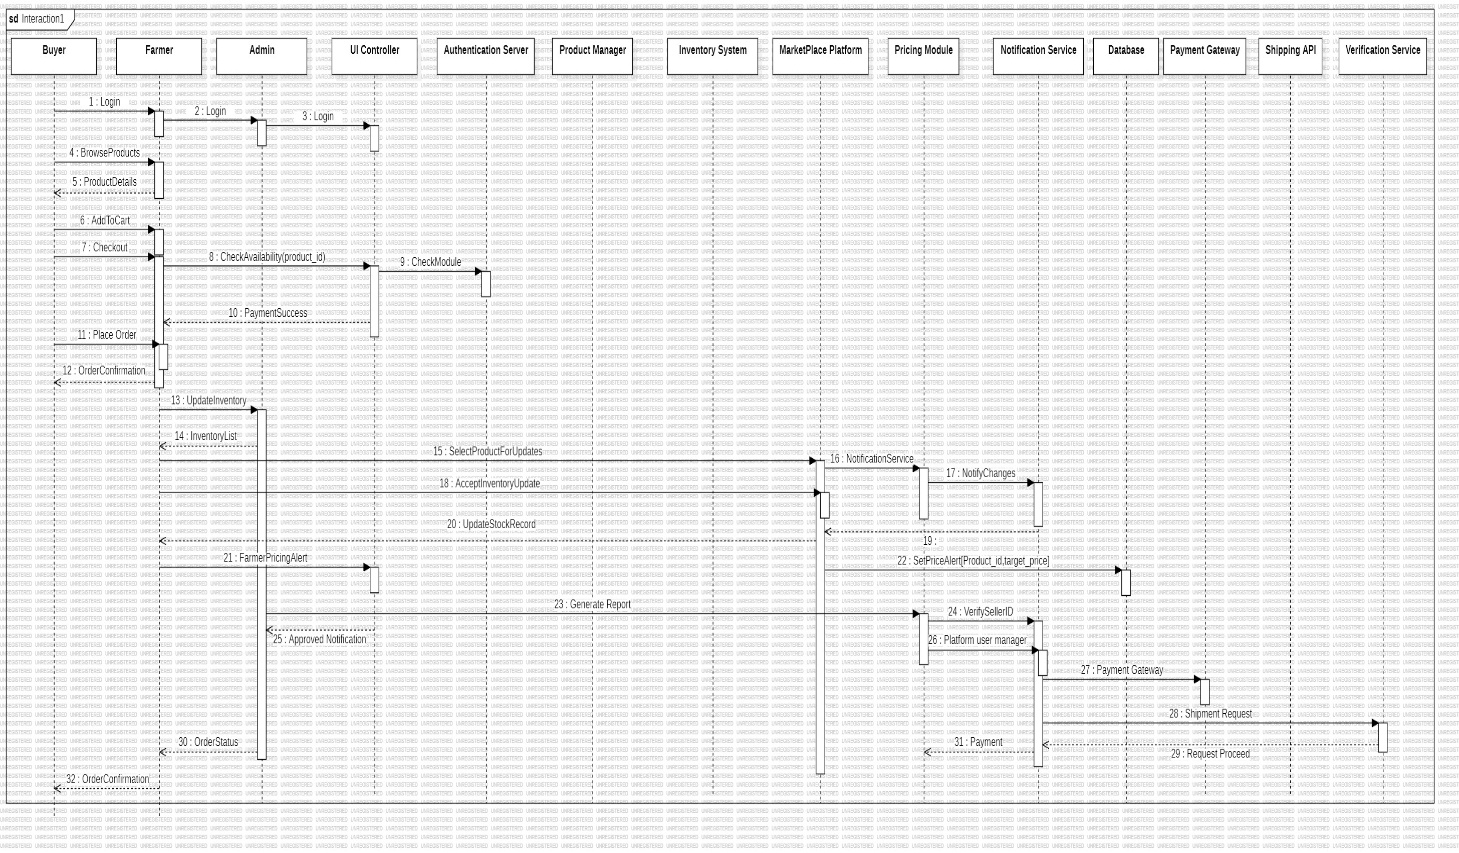 sd Interaction1
Buyer
Farmer
Admin
UI Controller
Authentication Server
Product Manager
Inventory System
MarketPlace Platform
Pricing Module
Notification Service
Database
Payment Gateway
Shipping API
Verification Service
1 : Login
2 : Login
3 : Login
4 : BrowseProducts
5 : ProductDetails
6 : AddToCart
7 : Checkout
8 : CheckAvailability(product_id)
9 : CheckModule
10 : PaymentSuccess
11 : Place Order
12 : OrderConfirmation
13 : UpdateInventory
14 : InventoryList
15 : SelectProductForUpdates
16 : NotificationService
17 : NotifyChanges
18 : AcceptInventoryUpdate
20 : UpdateStockRecord
19 :
21 : FarmerPricingAlert
22 : SetPriceAlert[Product_id,target_price]
23 : Generate Report
24 : VerifySellerID
25 : Approved Notification
26 : Platform user manager
27 : Payment Gateway
28 : Shipment Request
30 : OrderStatus
31 : Payment
29 : Request Proceed
32 : OrderConfirmation
UNREGISTERED